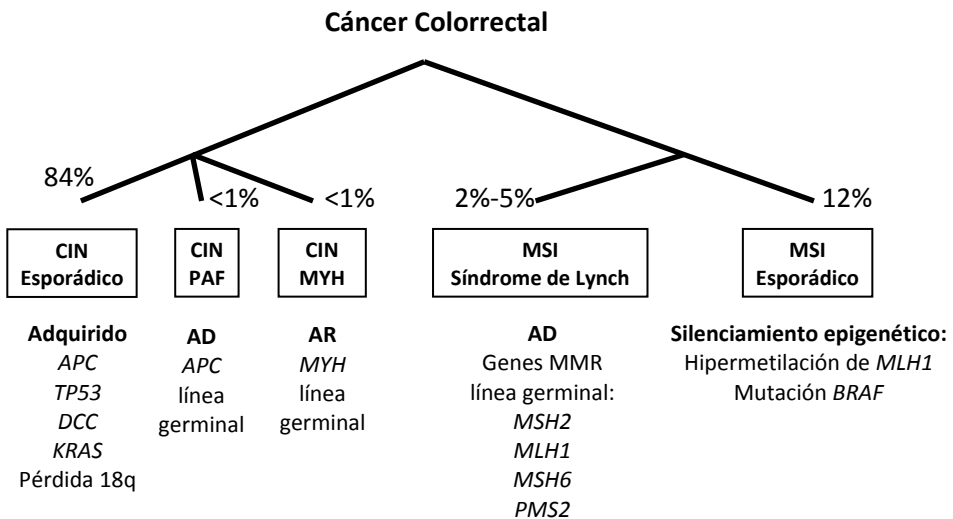 Cáncer Colorrectal
84%
<1%
<1%
2%-5%
12%
CIN
Esporádico
CIN
PAF
CIN
MYH
MSI
Síndrome de Lynch
MSI
Esporádico
Adquirido
APC
TP53
DCC
KRAS
Pérdida 18q
AD
APC
línea
germinal
AR
MYH
línea
germinal
AD
Genes MMR
línea germinal:
MSH2
MLH1
MSH6
PMS2
Silenciamiento epigenético:
Hipermetilación de MLH1
Mutación BRAF